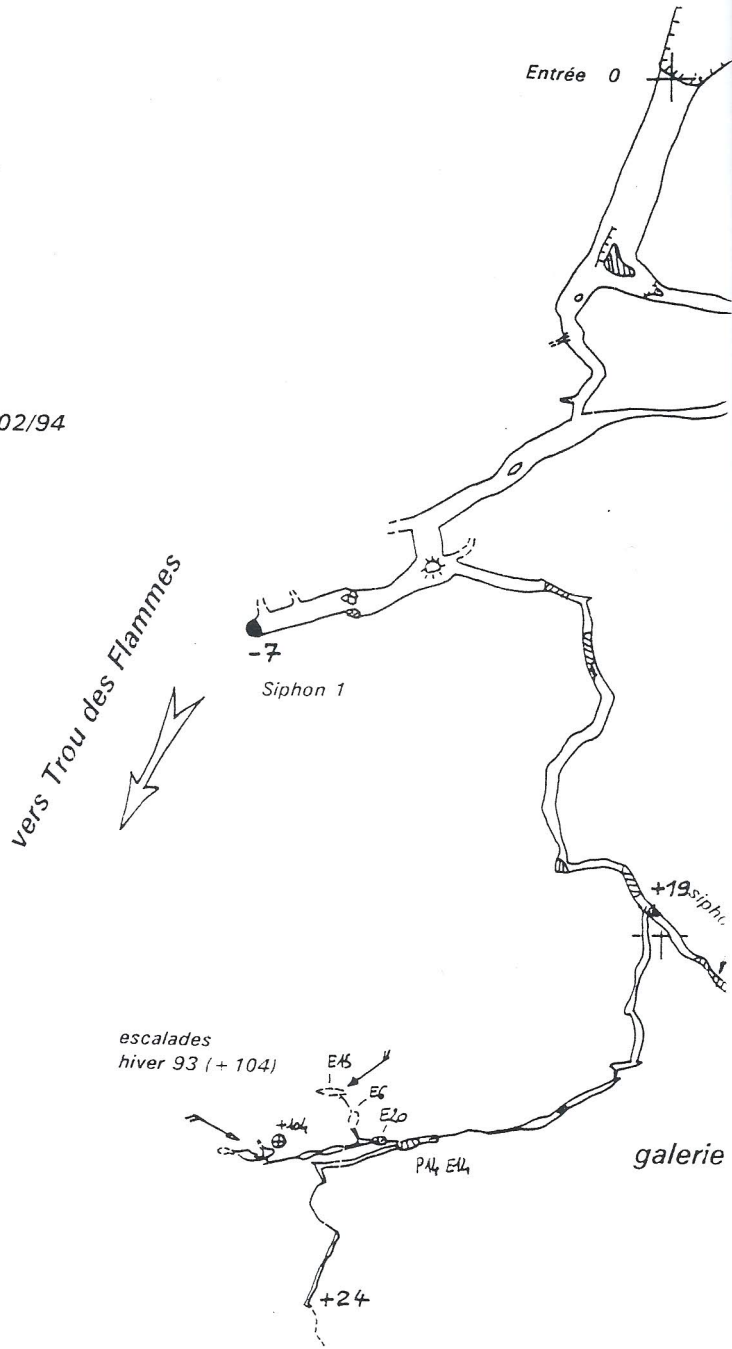 Entrée 0
02/94
vers Trou des Flammes
-7
Siphon 1
+19
escalades
hiver 93 (+ 104)
E15
E6
E20
+104
P14 E14
galerie
+24